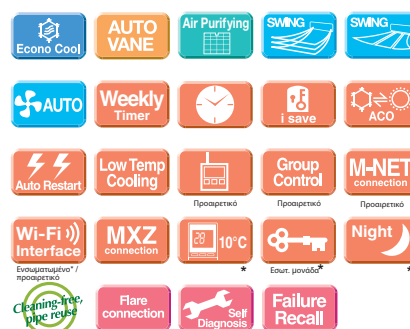 Econo Cool
AUTO
VANE
Air Purifying
SWING
SWING
AUTO
Weekly
Timer
i save
ACO
Auto Restart
Low Temp
Cooling
Προαιρετικό
Group
Control
Προαιρετικό
M-NET
connection
Προαιρετικό
Wi-Fi
Interface
Ενσωματωμένο* /
προαιρετικό
MXZ
connection
28
10°C
*
Εσωτ. μονάδα*
Night
*
Cleaning-free,
pipe reuse
Flare
connection
Self
Diagnosis
Failure
Recall